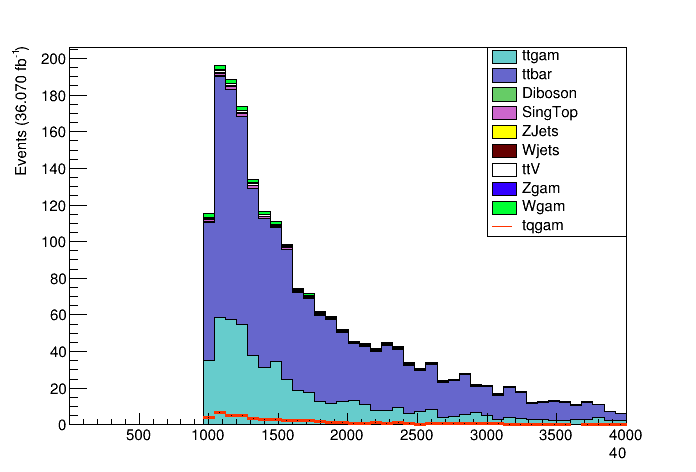 Events (36.070 fb⁻¹)
200
180
160
140
120
100
80
60
40
20
0
500 1000 1500 2000 2500 3000 3500 4000
40
ttgam
ttbar
Diboson
SingTop
ZJets
Wjets
ttV
Zgam
Wgam
tqgam